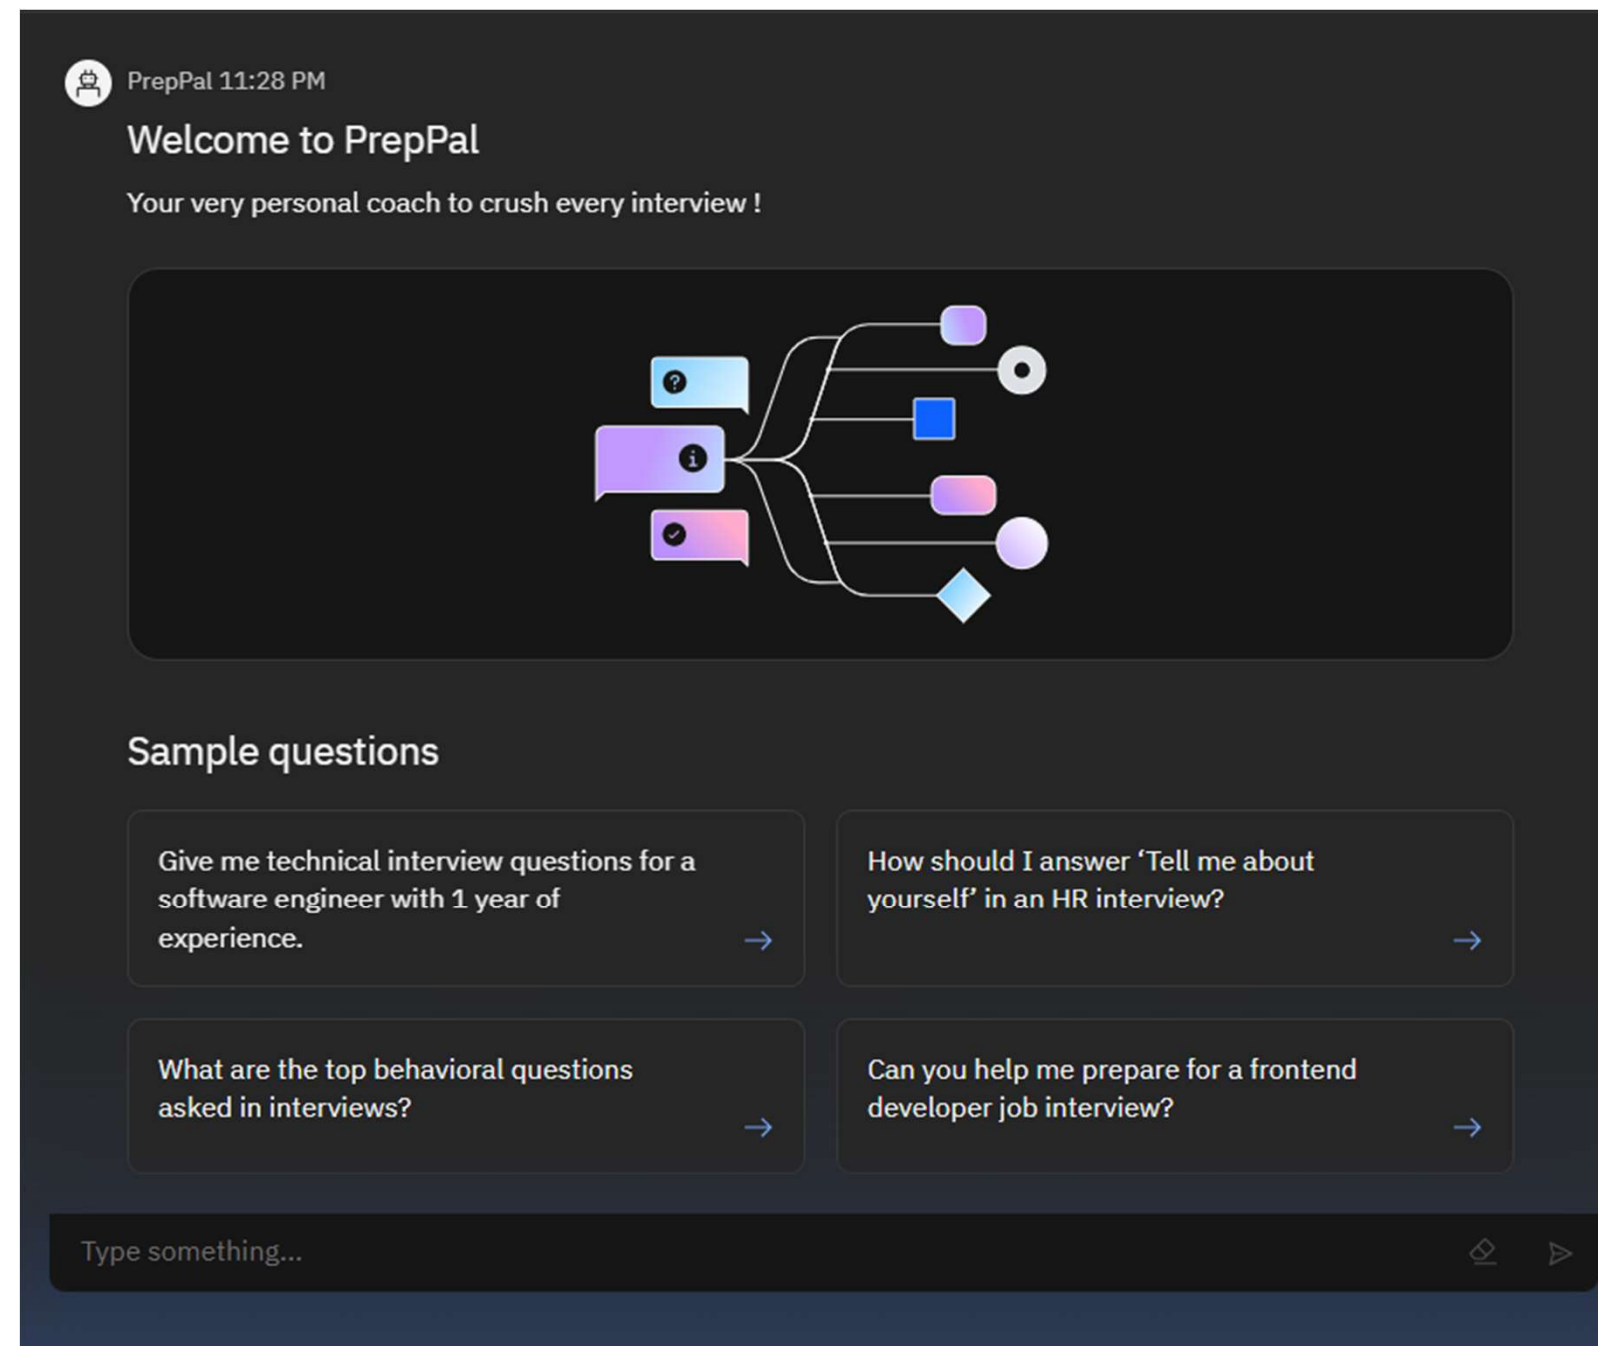 PrepPal 11:28 PM
Welcome to PrepPal
Your very personal coach to crush every interview !
?
i
Sample questions
Give me technical interview questions for a
software engineer with 1 year of
experience.
How should I answer ‘Tell me about
yourself’ in an HR interview?
What are the top behavioral questions
asked in interviews?
Can you help me prepare for a frontend
developer job interview?
Type something...